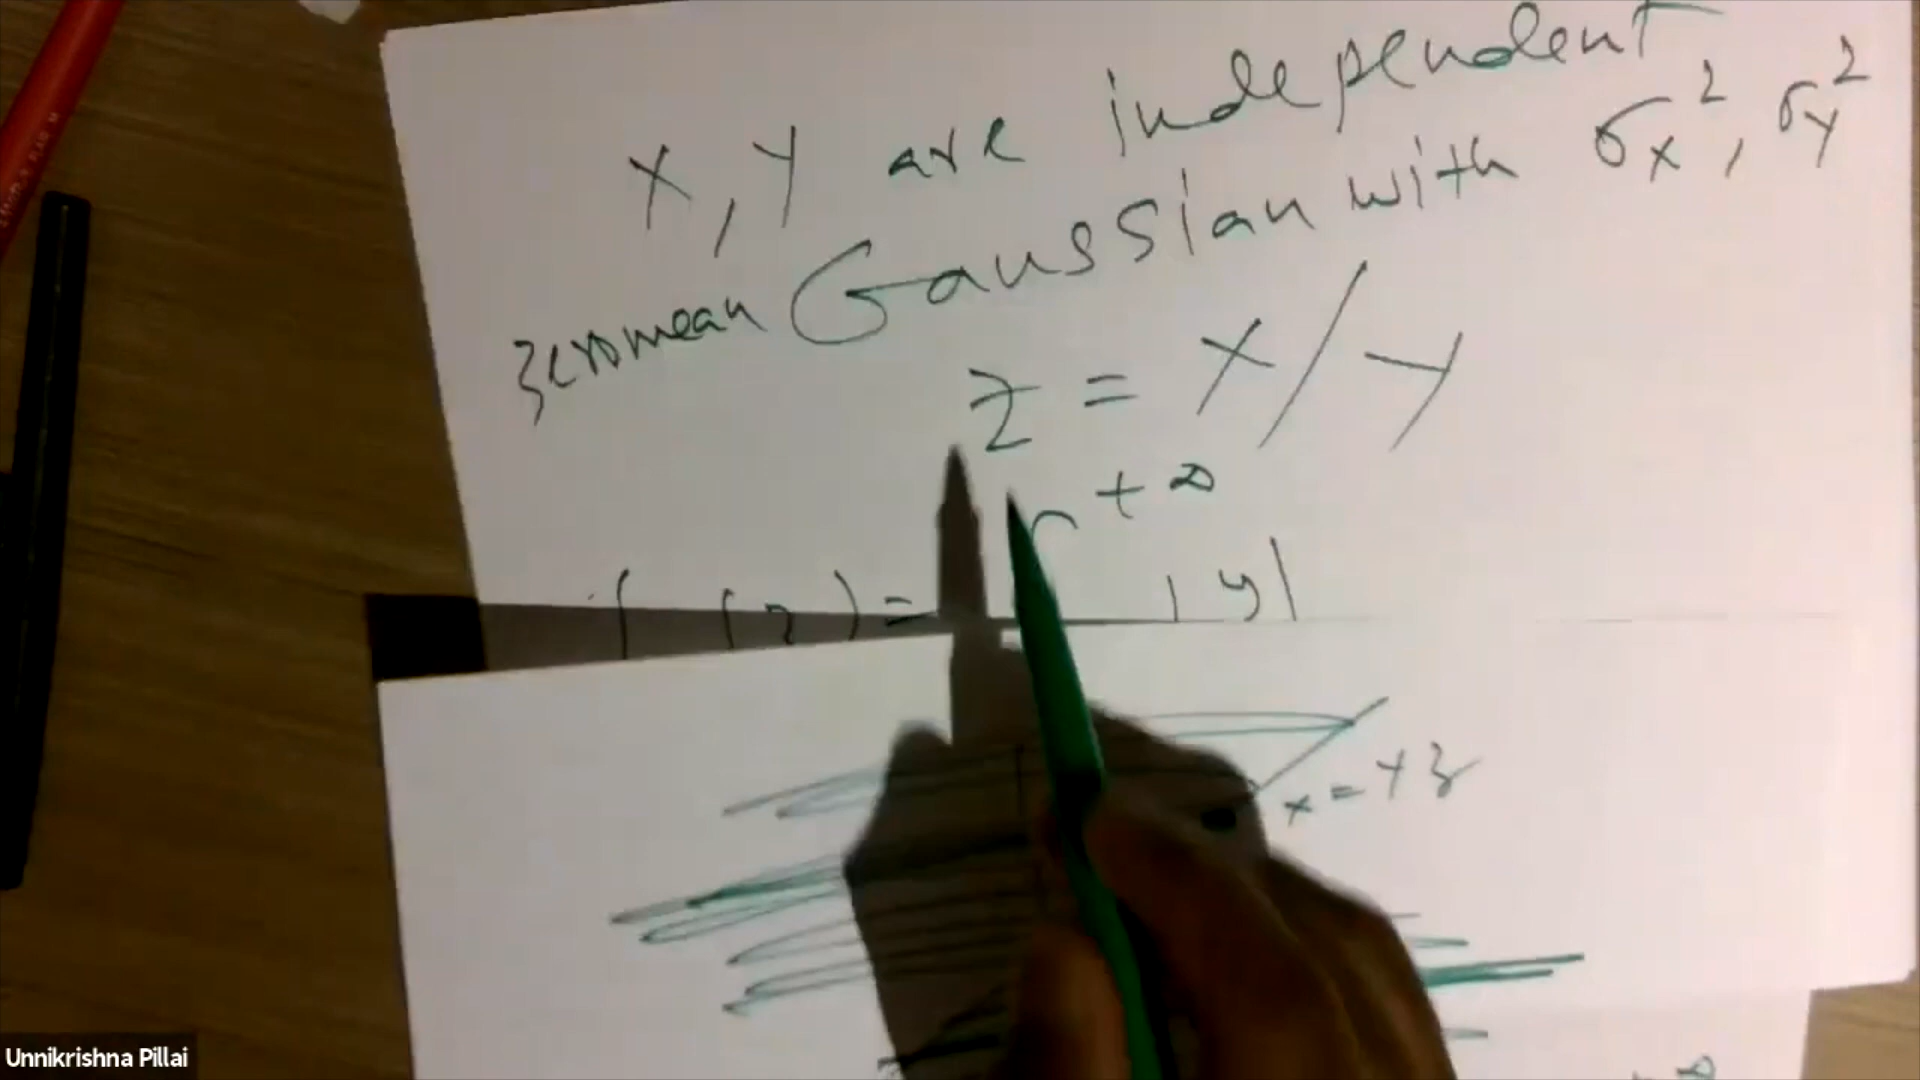 X, Y are independent
zeromean Gaussian with σx², σy²
Z = X/Y
+∞
(z) = |y|
x = yz
Unnikrishna Pillai